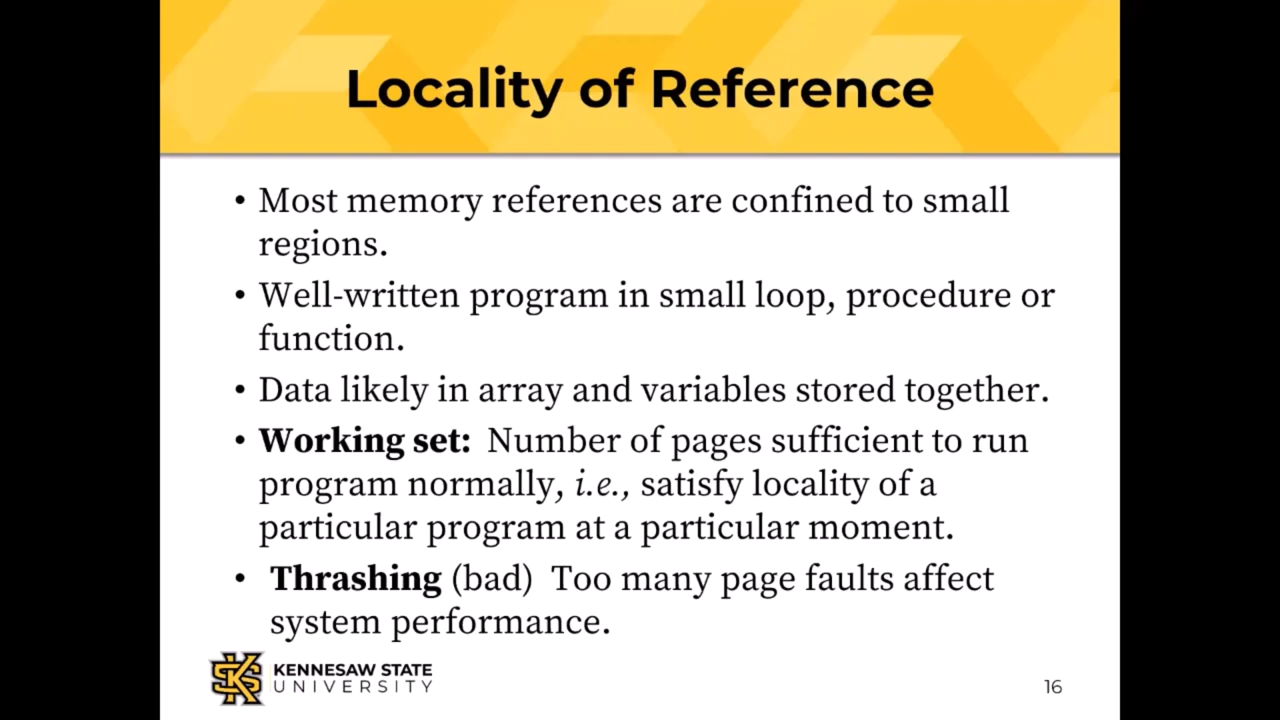 Locality of Reference
• Most memory references are confined to small
regions.
• Well-written program in small loop, procedure or
function.
• Data likely in array and variables stored together.
• Working set:  Number of pages sufficient to run
program normally, i.e., satisfy locality of a
particular program at a particular moment.
• Thrashing (bad)  Too many page faults affect
system performance.
KENNESAW STATE
UNIVERSITY
16